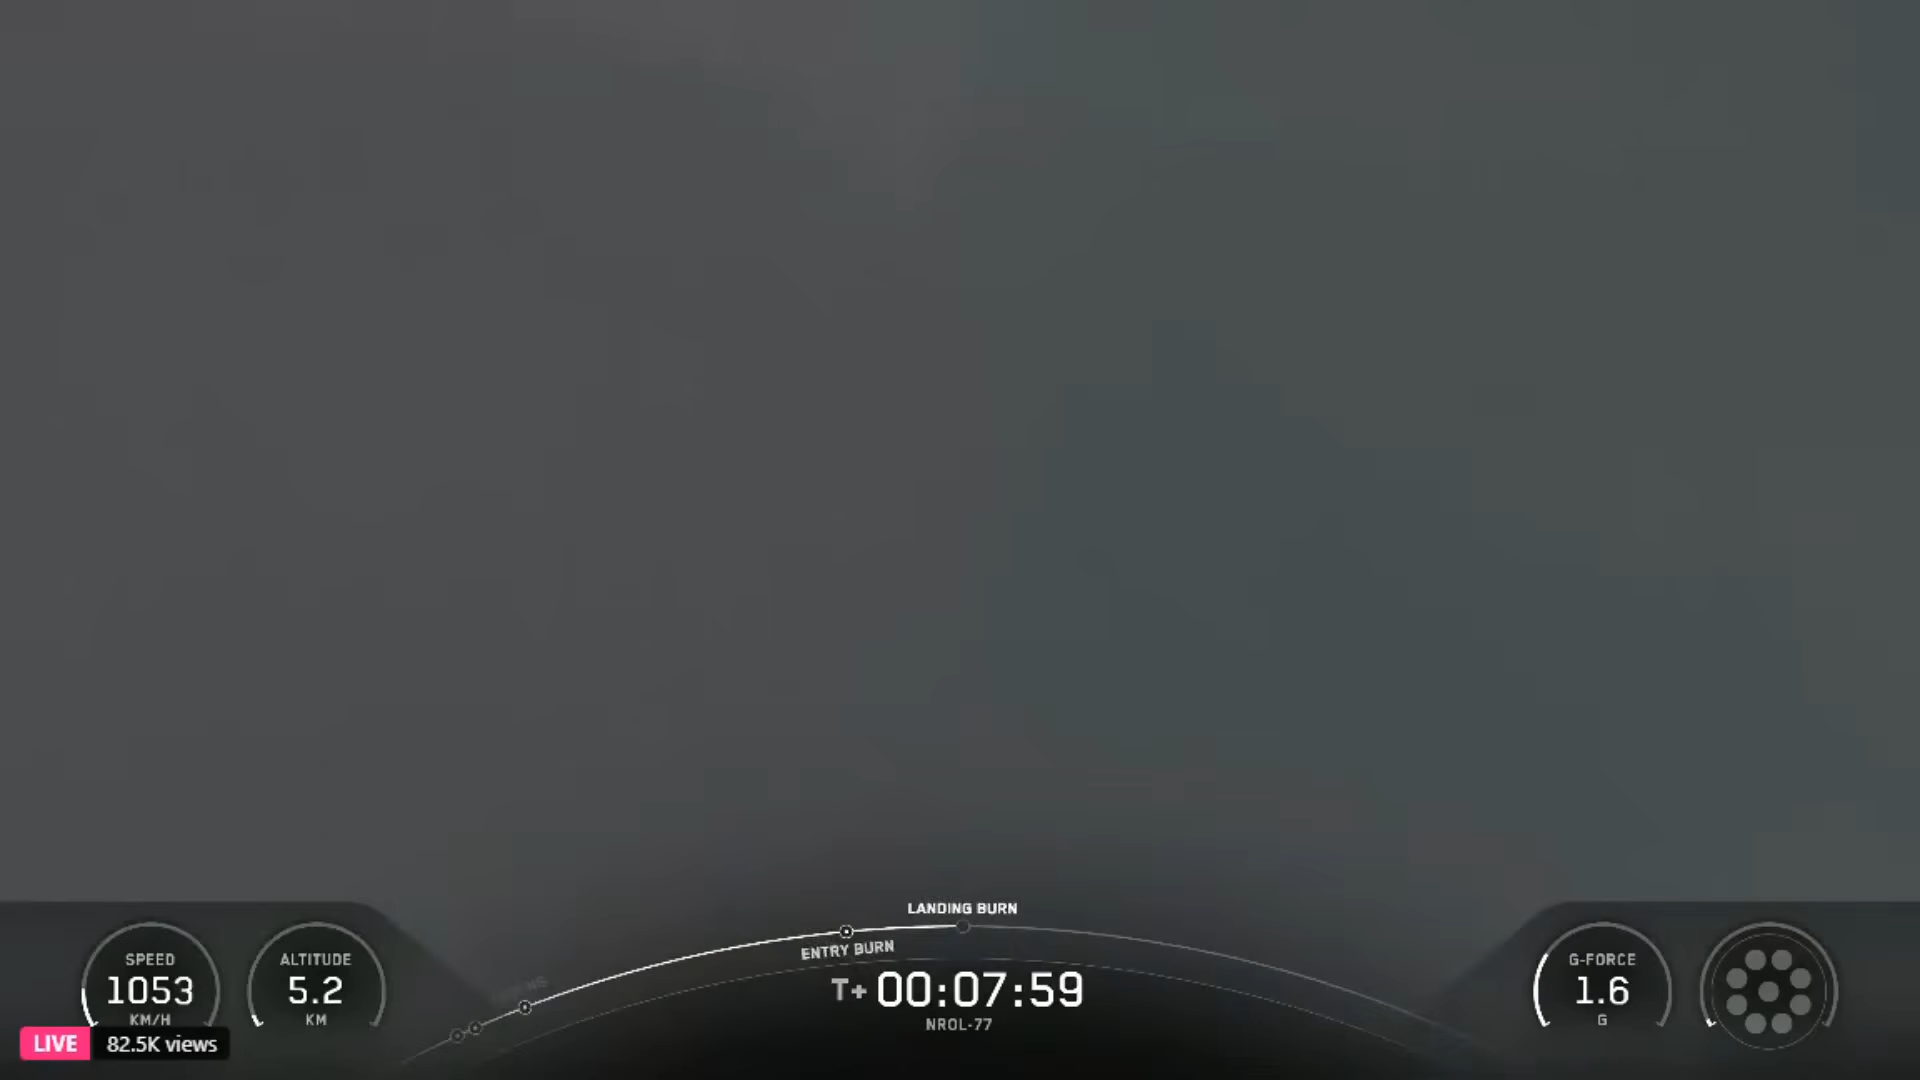 LANDING BURN
ENTRY BURN
SPEED
1053
KM/H
ALTITUDE
5.2
KM
T+ 00:07:59
NROL-77
G-FORCE
1.6
G
LIVE 82.5K views